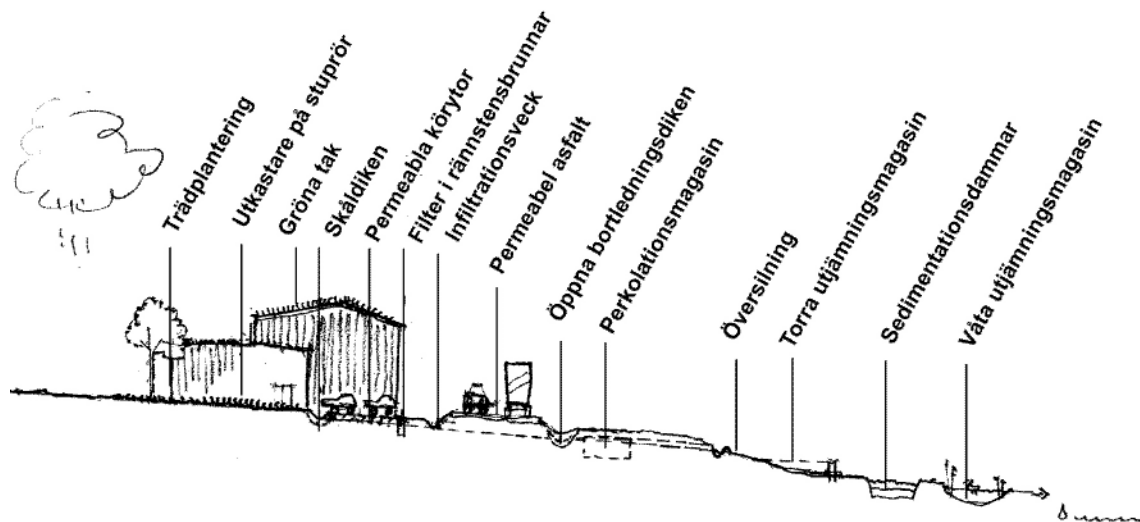 Trädplantering
Utkastare på stuprör
Gröna tak
Skåldiken
Permeabla körytor
Filter i rännstensbrunnar
Infiltrationsveck
Permeabel asfalt
Öppna bortledningsdiken
Perkolationsmagasin
Översilning
Torra utjämningsmagasin
Sedimentationsdammar
Våta utjämningsmagasin